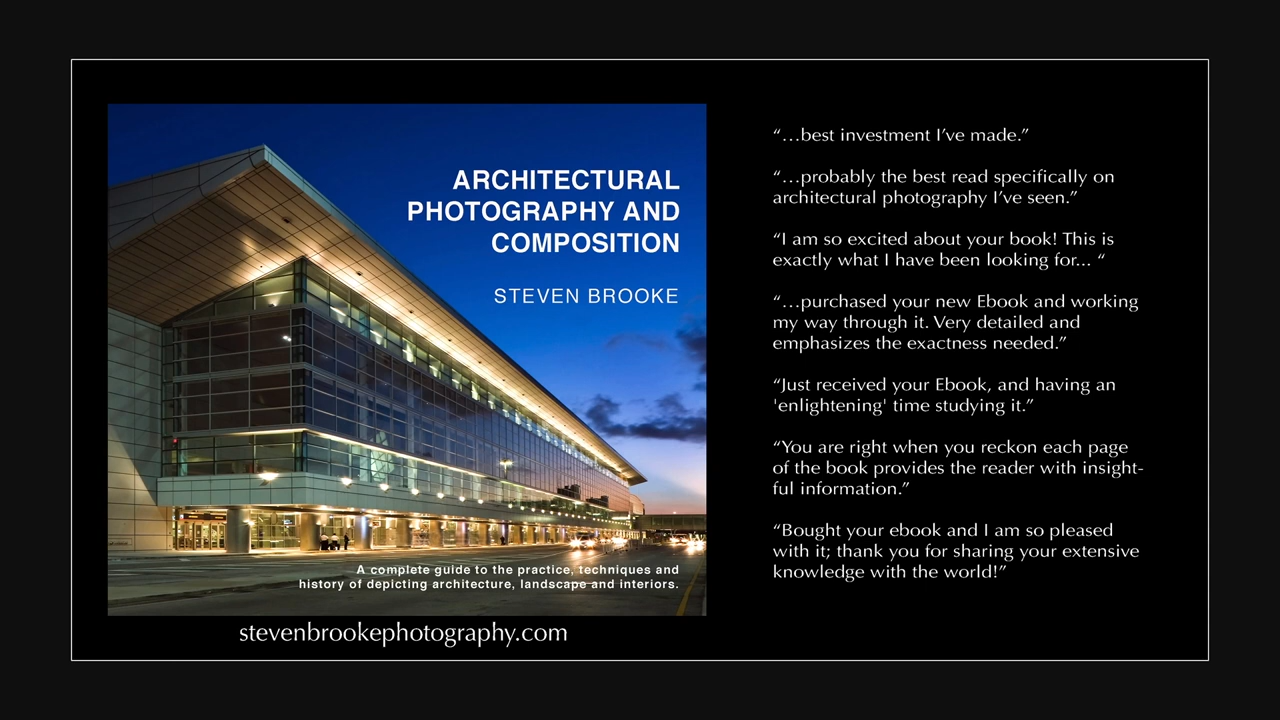 ARCHITECTURAL
PHOTOGRAPHY AND
COMPOSITION
STEVEN BROOKE
A complete guide to the practice, techniques and
history of depicting architecture, landscape and interiors.
stevenbrookephotography.com
“…best investment I’ve made.”
“…probably the best read specifically on
architectural photography I’ve seen.”
“I am so excited about your book! This is
exactly what I have been looking for... “
“…purchased your new Ebook and working
my way through it. Very detailed and
emphasizes the exactness needed.”
“Just received your Ebook, and having an
'enlightening' time studying it.”
“You are right when you reckon each page
of the book provides the reader with insight-
ful information.”
“Bought your ebook and I am so pleased
with it; thank you for sharing your extensive
knowledge with the world!”